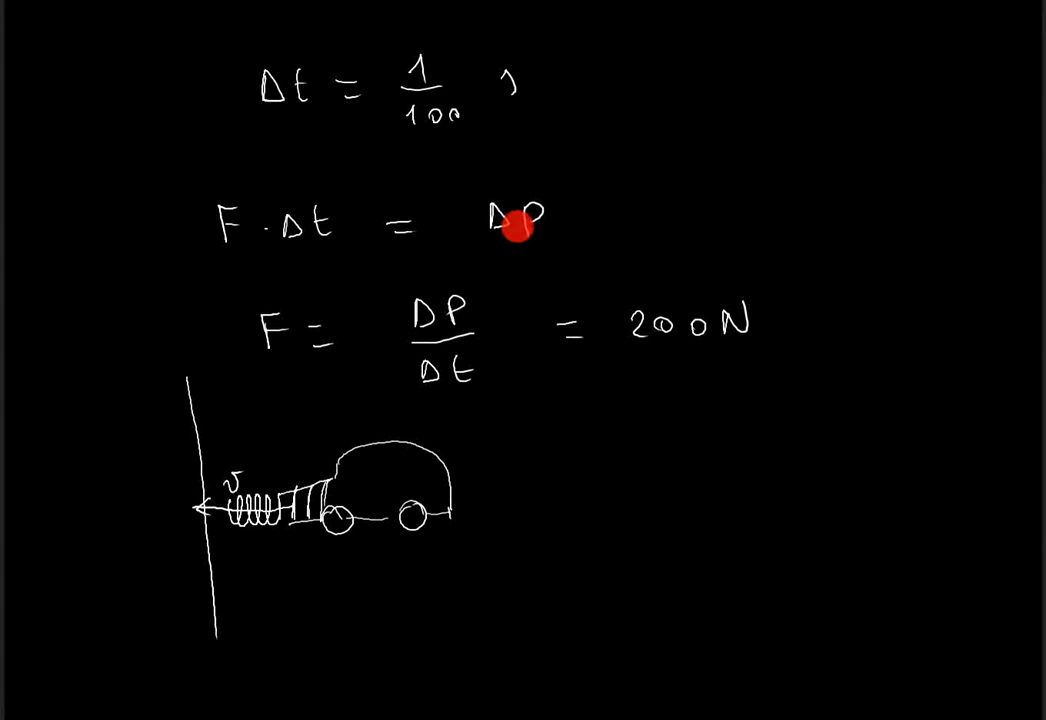 Δt = 1/100 s
F . Δt = ΔP
F = ΔP/Δt = 200N
v